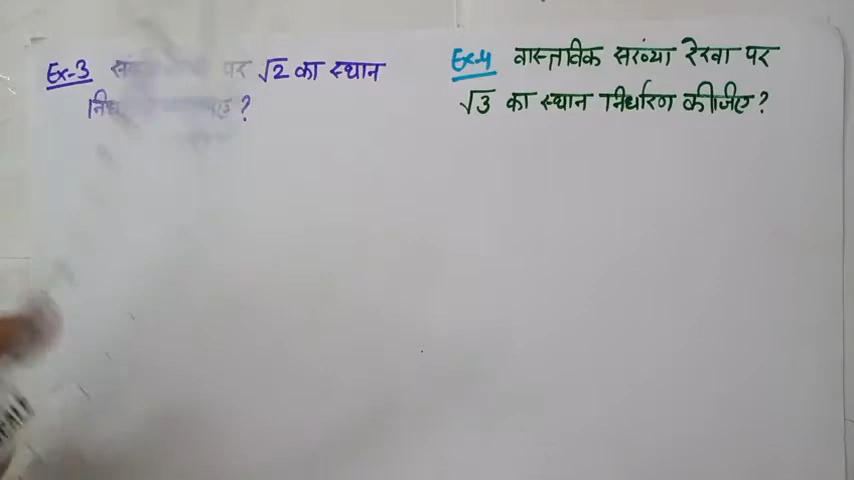 Ex-3 पर √2 का स्थान
?
Ex-4 वास्तविक संख्या रेखा पर
√3 का स्थान निर्धारण कीजिए ?